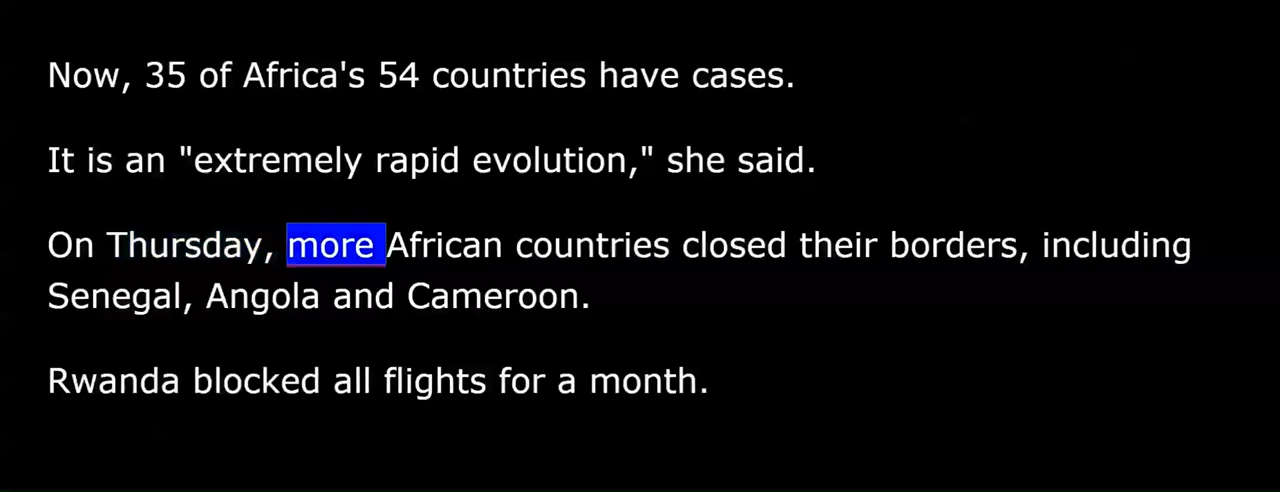 Now, 35 of Africa's 54 countries have cases.
It is an "extremely rapid evolution," she said.
On Thursday, more African countries closed their borders, including
Senegal, Angola and Cameroon.
Rwanda blocked all flights for a month.